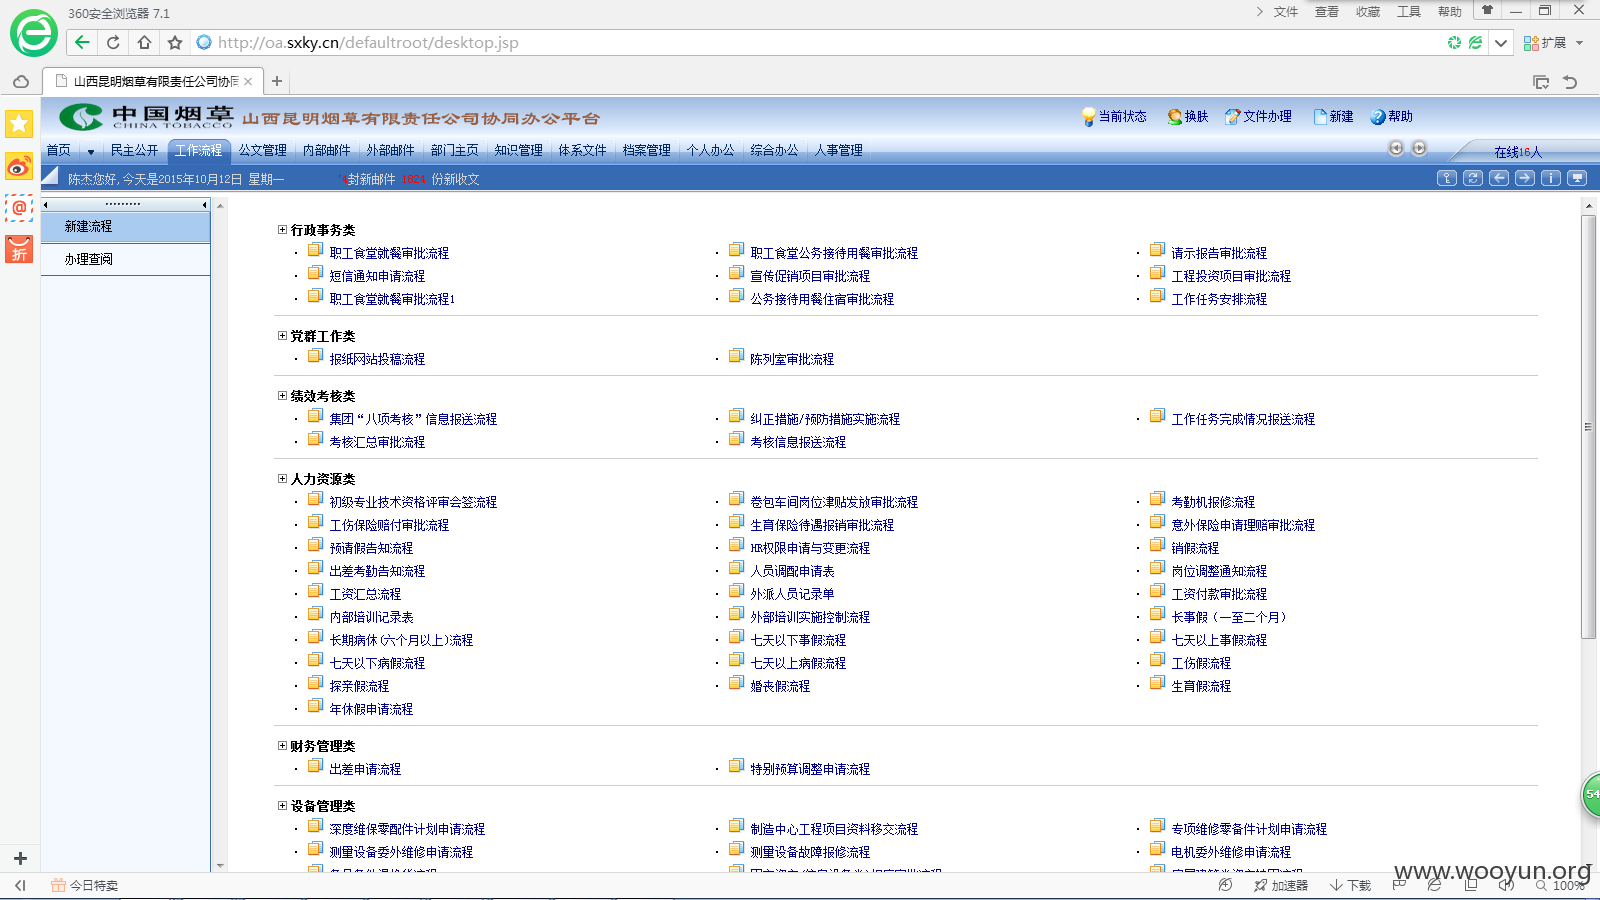 360安全浏览器 7.1
文件 查看 收藏 工具 帮助
http://oa.sxky.cn/defaultroot/desktop.jsp
扩展
山西昆明烟草有限责任公司协同
中国烟草
CHINA TOBACCO
山西昆明烟草有限责任公司协同办公平台
当前状态 换肤 文件办理 新建 帮助
首页 民主公开 工作流程 公文管理 内部邮件 外部邮件 部门主页 知识管理 体系文件 档案管理 个人办公 综合办公 人事管理
在线16人
陈杰您好,今天是2015年10月12日 星期一
封新邮件 1824 份新收文
新建流程
办理查阅
行政事务类
职工食堂就餐审批流程 职工食堂公务接待用餐审批流程 请示报告审批流程
短信通知申请流程 宣传促销项目审批流程 工程投资项目审批流程
职工食堂就餐审批流程1 公务接待用餐住宿审批流程 工作任务安排流程
党群工作类
报纸网站投稿流程 陈列室审批流程
绩效考核类
集团“八项考核”信息报送流程 纠正措施/预防措施实施流程 工作任务完成情况报送流程
考核汇总审批流程 考核信息报送流程
人力资源类
初级专业技术资格评审会签流程 卷包车间岗位津贴发放审批流程 考勤机报修流程
工伤保险赔付审批流程 生育保险待遇报销审批流程 意外保险申请理赔审批流程
预请假告知流程 HR权限申请与变更流程 销假流程
出差考勤告知流程 人员调配申请表 岗位调整通知流程
工资汇总流程 外派人员记录单 工资付款审批流程
内部培训记录表 外部培训实施控制流程 长事假（一至二个月）
长期病休(六个月以上)流程 七天以下事假流程 七天以上事假流程
七天以下病假流程 七天以上病假流程 工伤假流程
探亲假流程 婚丧假流程 生育假流程
年休假申请流程
财务管理类
出差申请流程 特别预算调整申请流程
设备管理类
深度维保零配件计划申请流程 制造中心工程项目资料移交流程 专项维修零备件计划申请流程
测量设备委外维修申请流程 测量设备故障报修流程 电机委外维修申请流程
54
www.wooyun.org
今日特卖
加速器 下载 100%